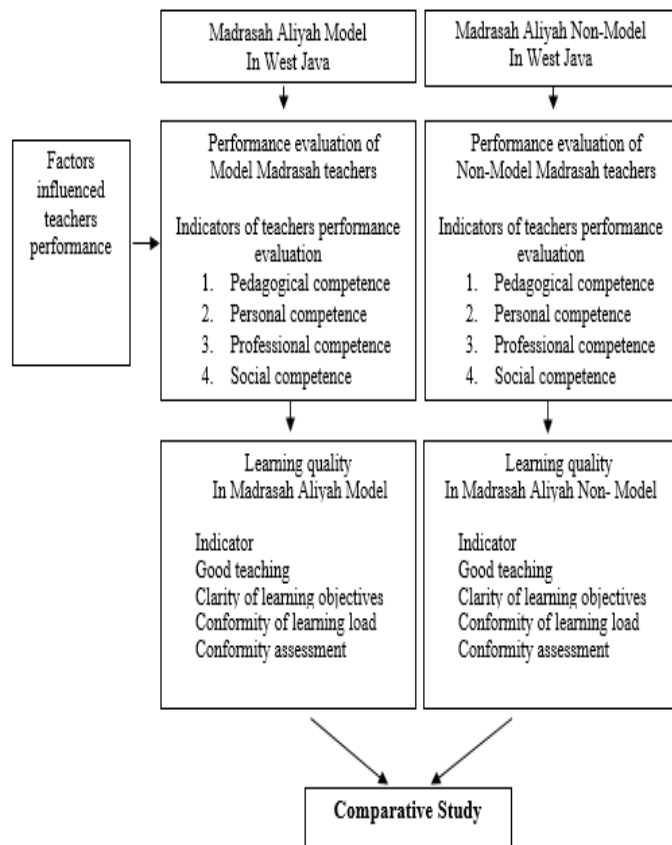 Madrasah Aliyah Model
In West Java
Madrasah Aliyah Non-Model
In West Java
Factors
influenced
teachers
performance
Performance evaluation of
Model Madrasah teachers
Indicators of teachers performance
evaluation
1. Pedagogical competence
2. Personal competence
3. Professional competence
4. Social competence
Performance evaluation of
Non-Model Madrasah teachers
Indicators of teachers performance
evaluation
1. Pedagogical competence
2. Personal competence
3. Professional competence
4. Social competence
Learning quality
In Madrasah Aliyah Model
Indicator
Good teaching
Clarity of learning objectives
Conformity of learning load
Conformity assessment
Learning quality
In Madrasah Aliyah Non- Model
Indicator
Good teaching
Clarity of learning objectives
Conformity of learning load
Conformity assessment
Comparative Study